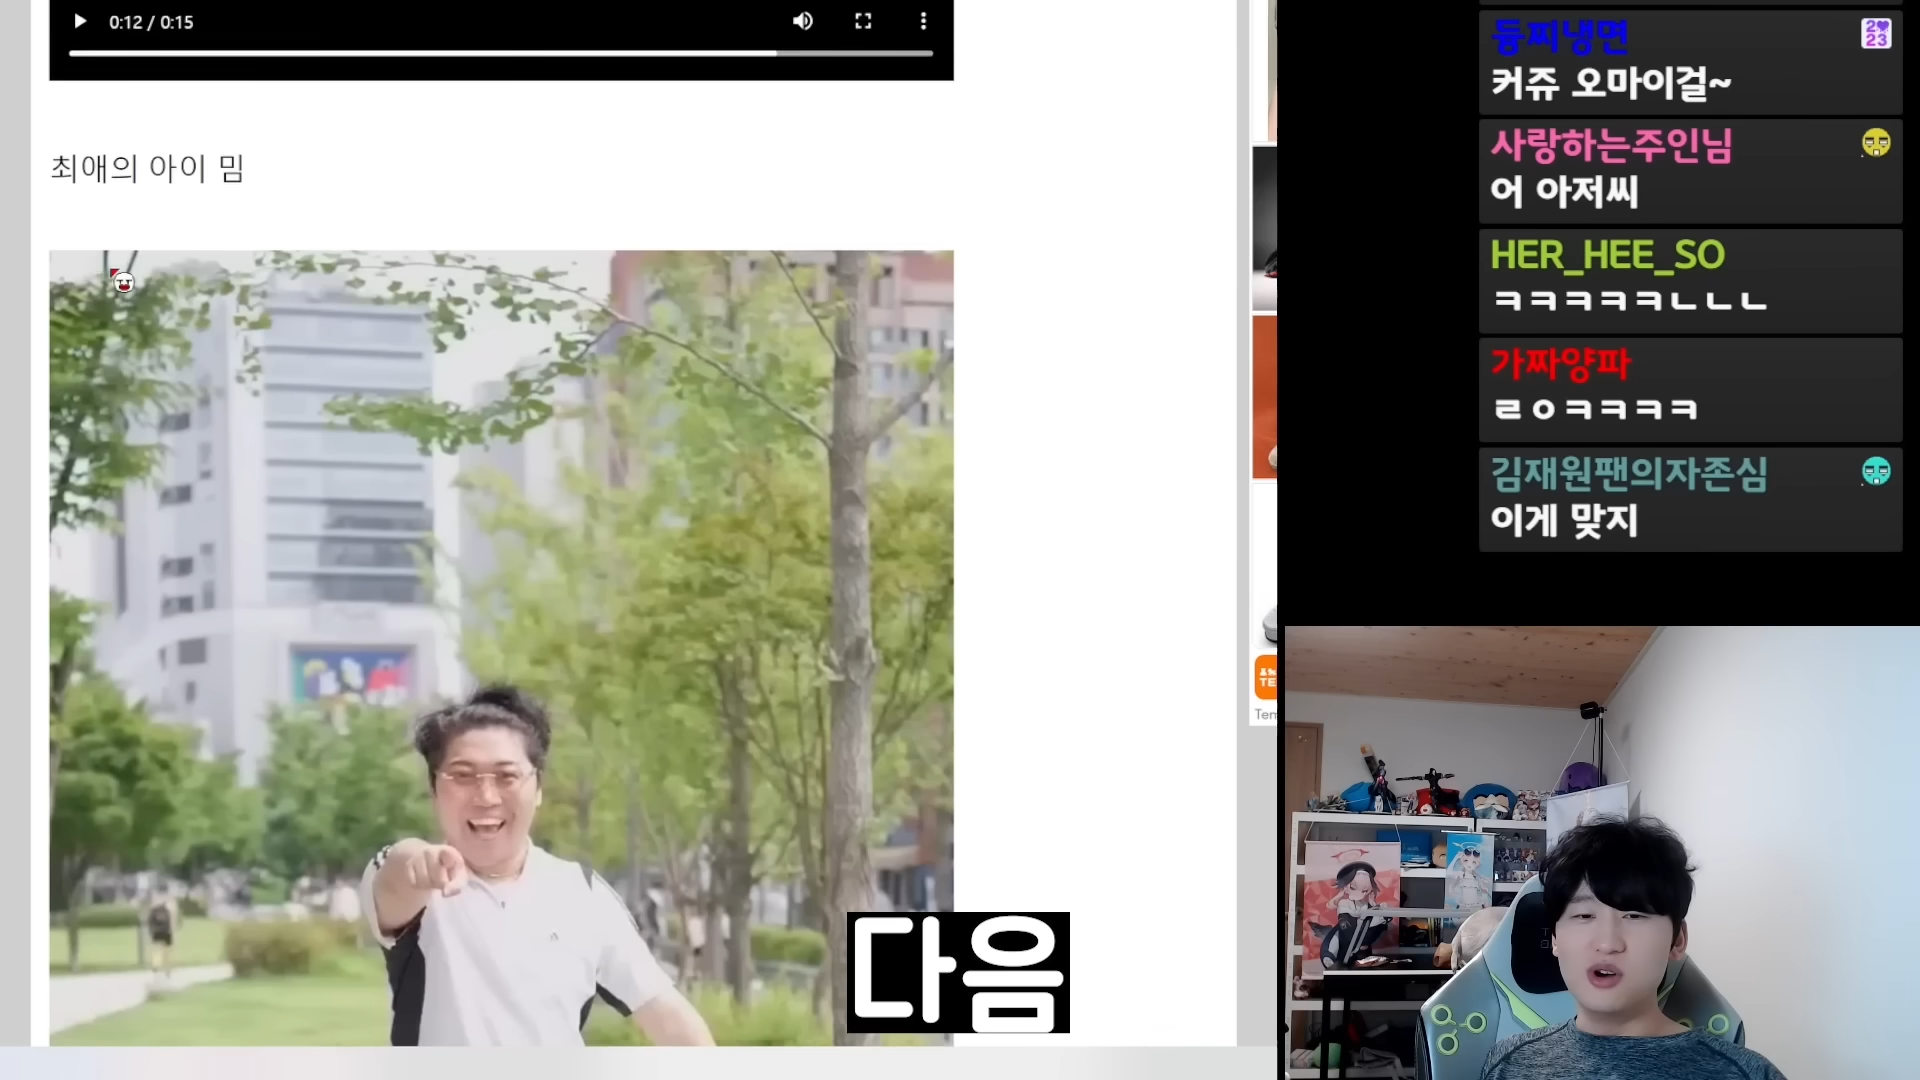 0:12 / 0:15
최애의 아이 밈
다음
둥찌냉면
커쥬 오마이걸~
사랑하는주인님
어 아저씨
HER_HEE_SO
ㅋㅋㅋㅋㅋㄴㄴㄴ
가짜양파
ㄹㅇㅋㅋㅋㅋ
김재원팬의자존심
이게 맞지